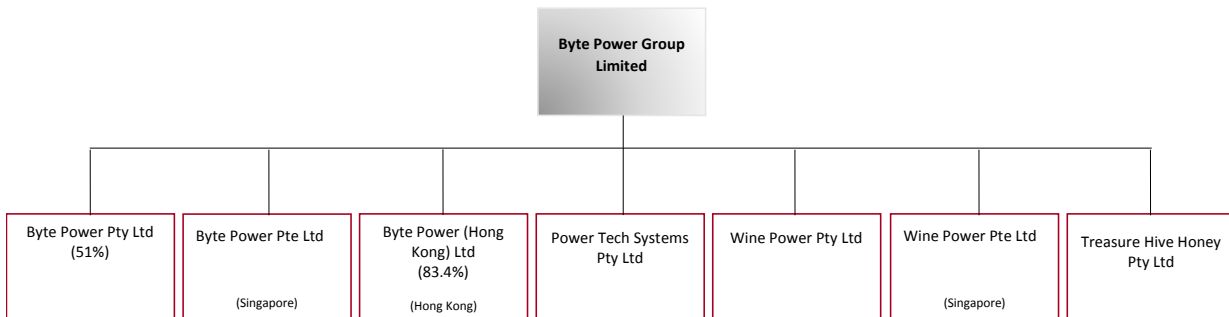 Byte Power Group
Limited
Byte Power Pty Ltd
(51%)
Byte Power Pte Ltd
(Singapore)
Byte Power (Hong
Kong) Ltd
(83.4%)
(Hong Kong)
Power Tech Systems
Pty Ltd
Wine Power Pty Ltd
Wine Power Pte Ltd
(Singapore)
Treasure Hive Honey
Pty Ltd